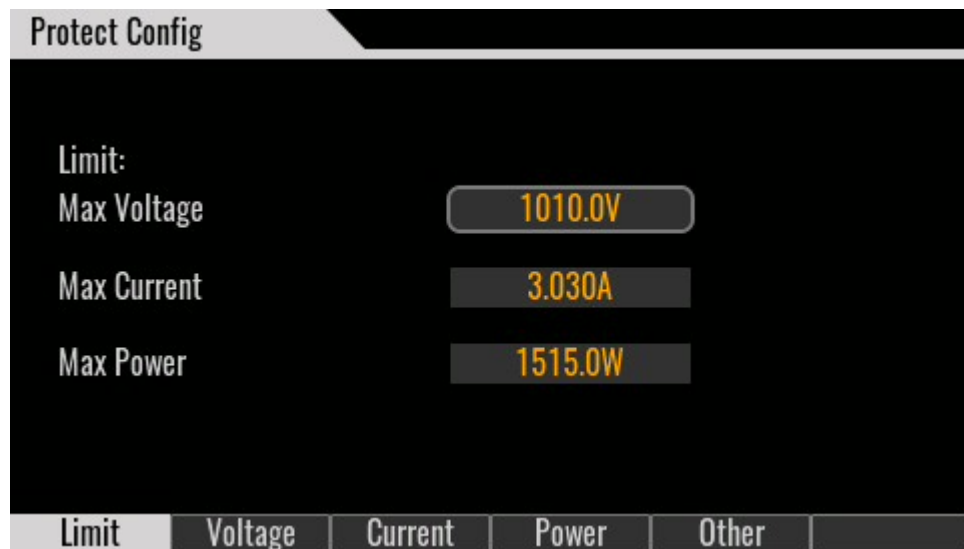 Protect Config
Limit:
Max Voltage 1010.0V
Max Current 3.030A
Max Power 1515.0W
Limit Voltage Current Power Other